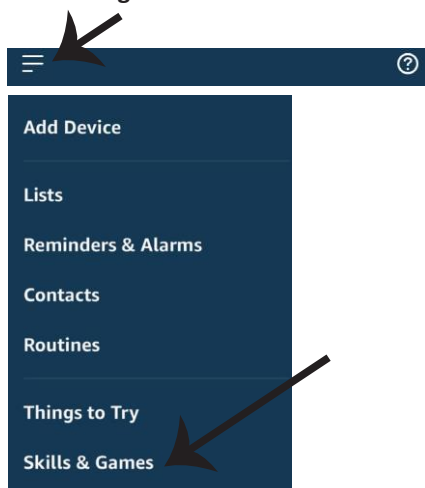 Add Device
Lists
Reminders & Alarms
Contacts
Routines
Things to Try
Skills & Games